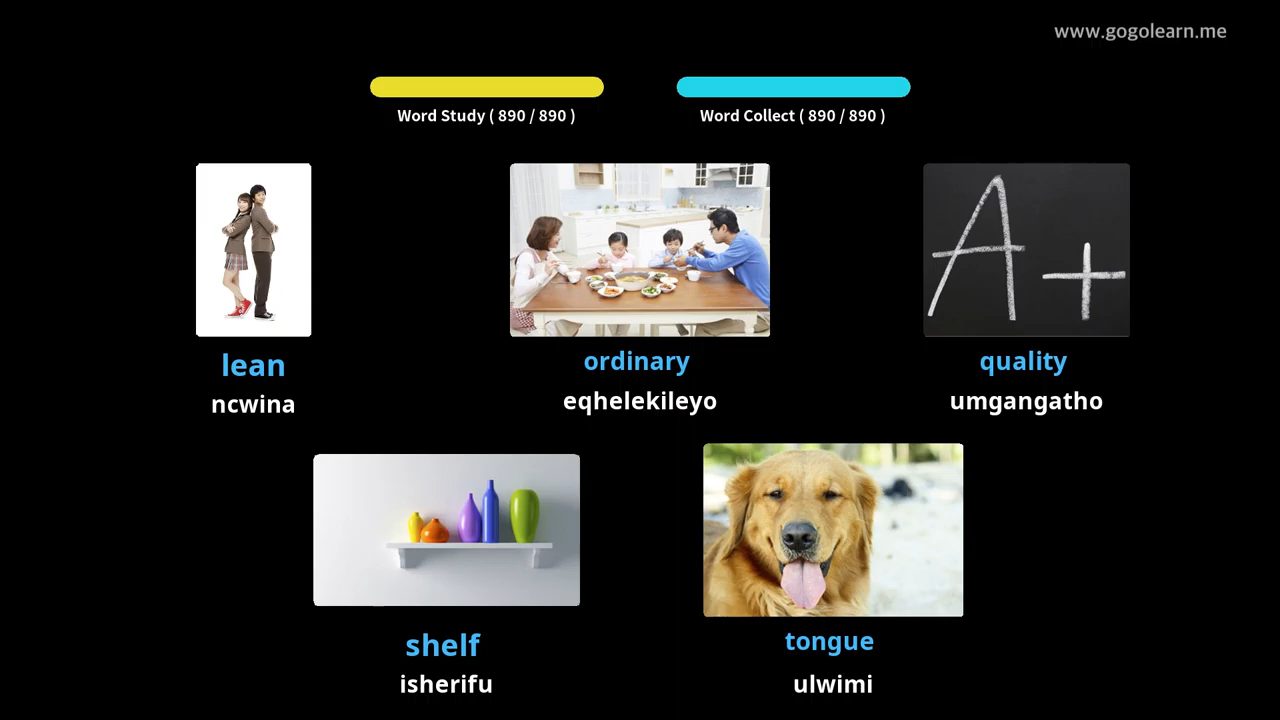 www.gogolearn.me
Word Study ( 890 / 890 )
Word Collect ( 890 / 890 )
A+
lean
ncwina
ordinary
eqhelekileyo
quality
umgangatho
shelf
isherifu
tongue
ulwimi